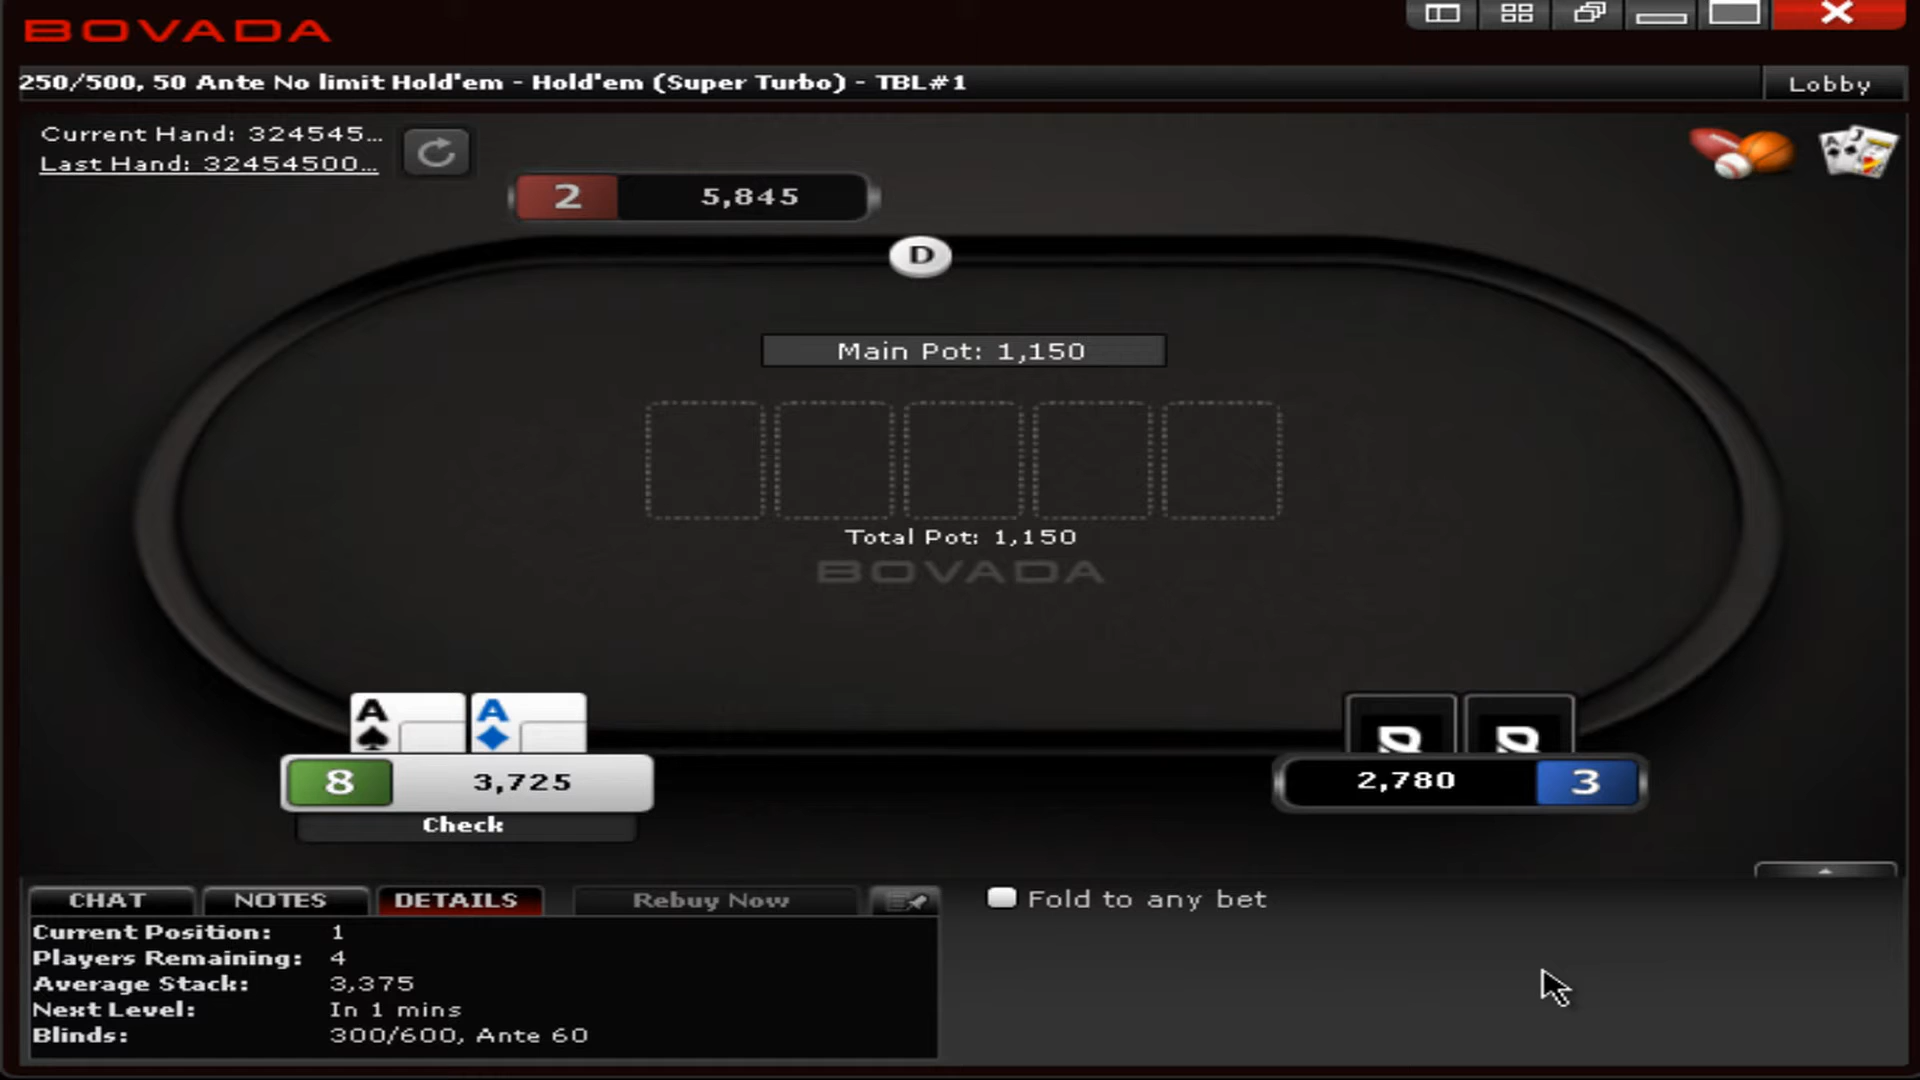 BOVADA
250/500, 50 Ante No limit Hold'em - Hold'em (Super Turbo) - TBL#1
Lobby
Current Hand: 324545...
Last Hand: 32454500...
2 5,845
D
Main Pot: 1,150
Total Pot: 1,150
BOVADA
A A
8 3,725
Check
2,780 3
CHAT NOTES DETAILS Rebuy Now
Fold to any bet
Current Position: 1
Players Remaining: 4
Average Stack: 3,375
Next Level: In 1 mins
Blinds: 300/600, Ante 60